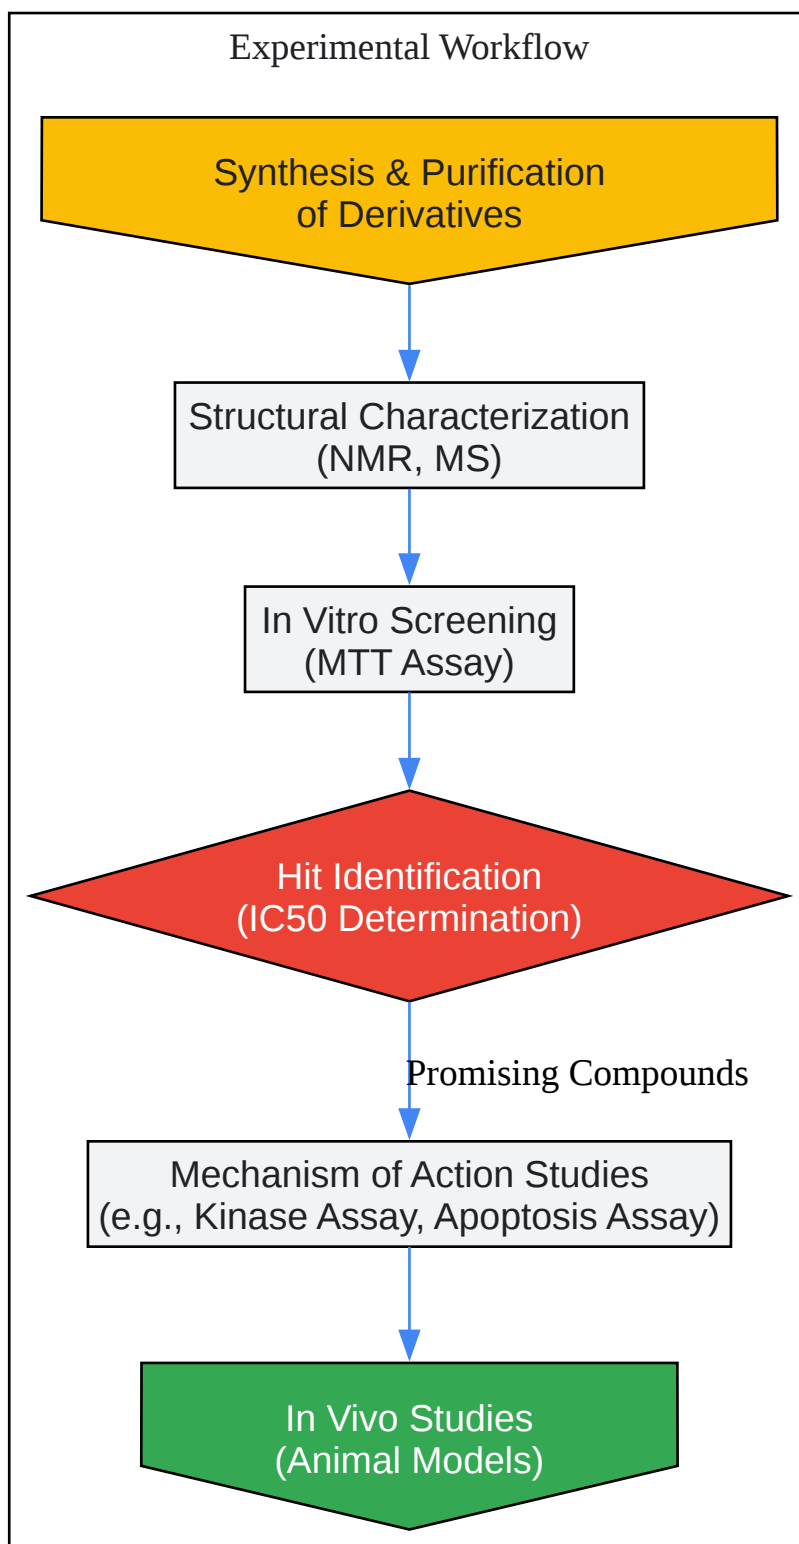 Experimental Workflow
Synthesis & Purification
of Derivatives
Structural Characterization
(NMR, MS)
In Vitro Screening
(MTT Assay)
Hit Identification
(IC50 Determination)
Promising Compounds
Mechanism of Action Studies
(e.g., Kinase Assay, Apoptosis Assay)
In Vivo Studies
(Animal Models)